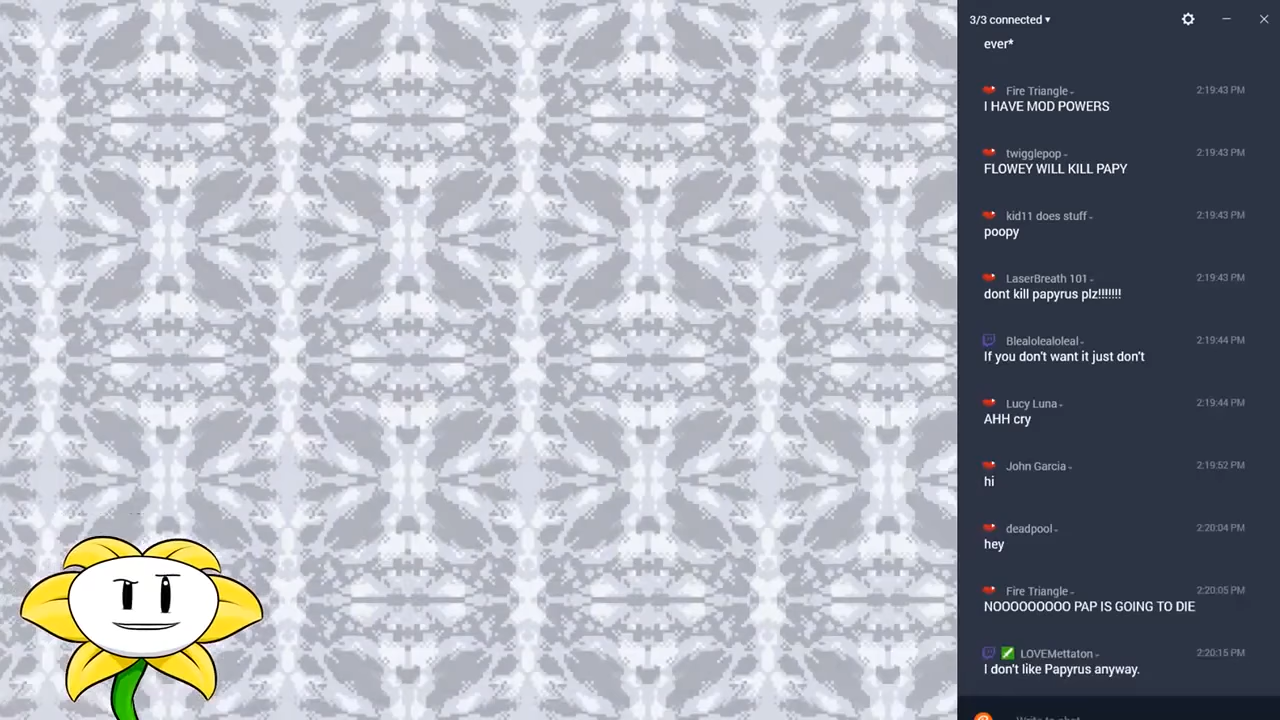 3/3 connected ▾
ever*
Fire Triangle 2:19:43 PM
I HAVE MOD POWERS
twigglepop 2:19:43 PM
FLOWEY WILL KILL PAPY
kid11 does stuff 2:19:43 PM
poopy
LaserBreath 101 2:19:43 PM
dont kill papyrus plz!!!!!!!
Blealolealoleal 2:19:44 PM
If you don't want it just don't
Lucy Luna 2:19:44 PM
AHH cry
John Garcia 2:19:52 PM
hi
deadpool 2:20:04 PM
hey
Fire Triangle 2:20:05 PM
NOOOOOOOOO PAP IS GOING TO DIE
LOVEMettaton 2:20:15 PM
I don't like Papyrus anyway.
Write to chat